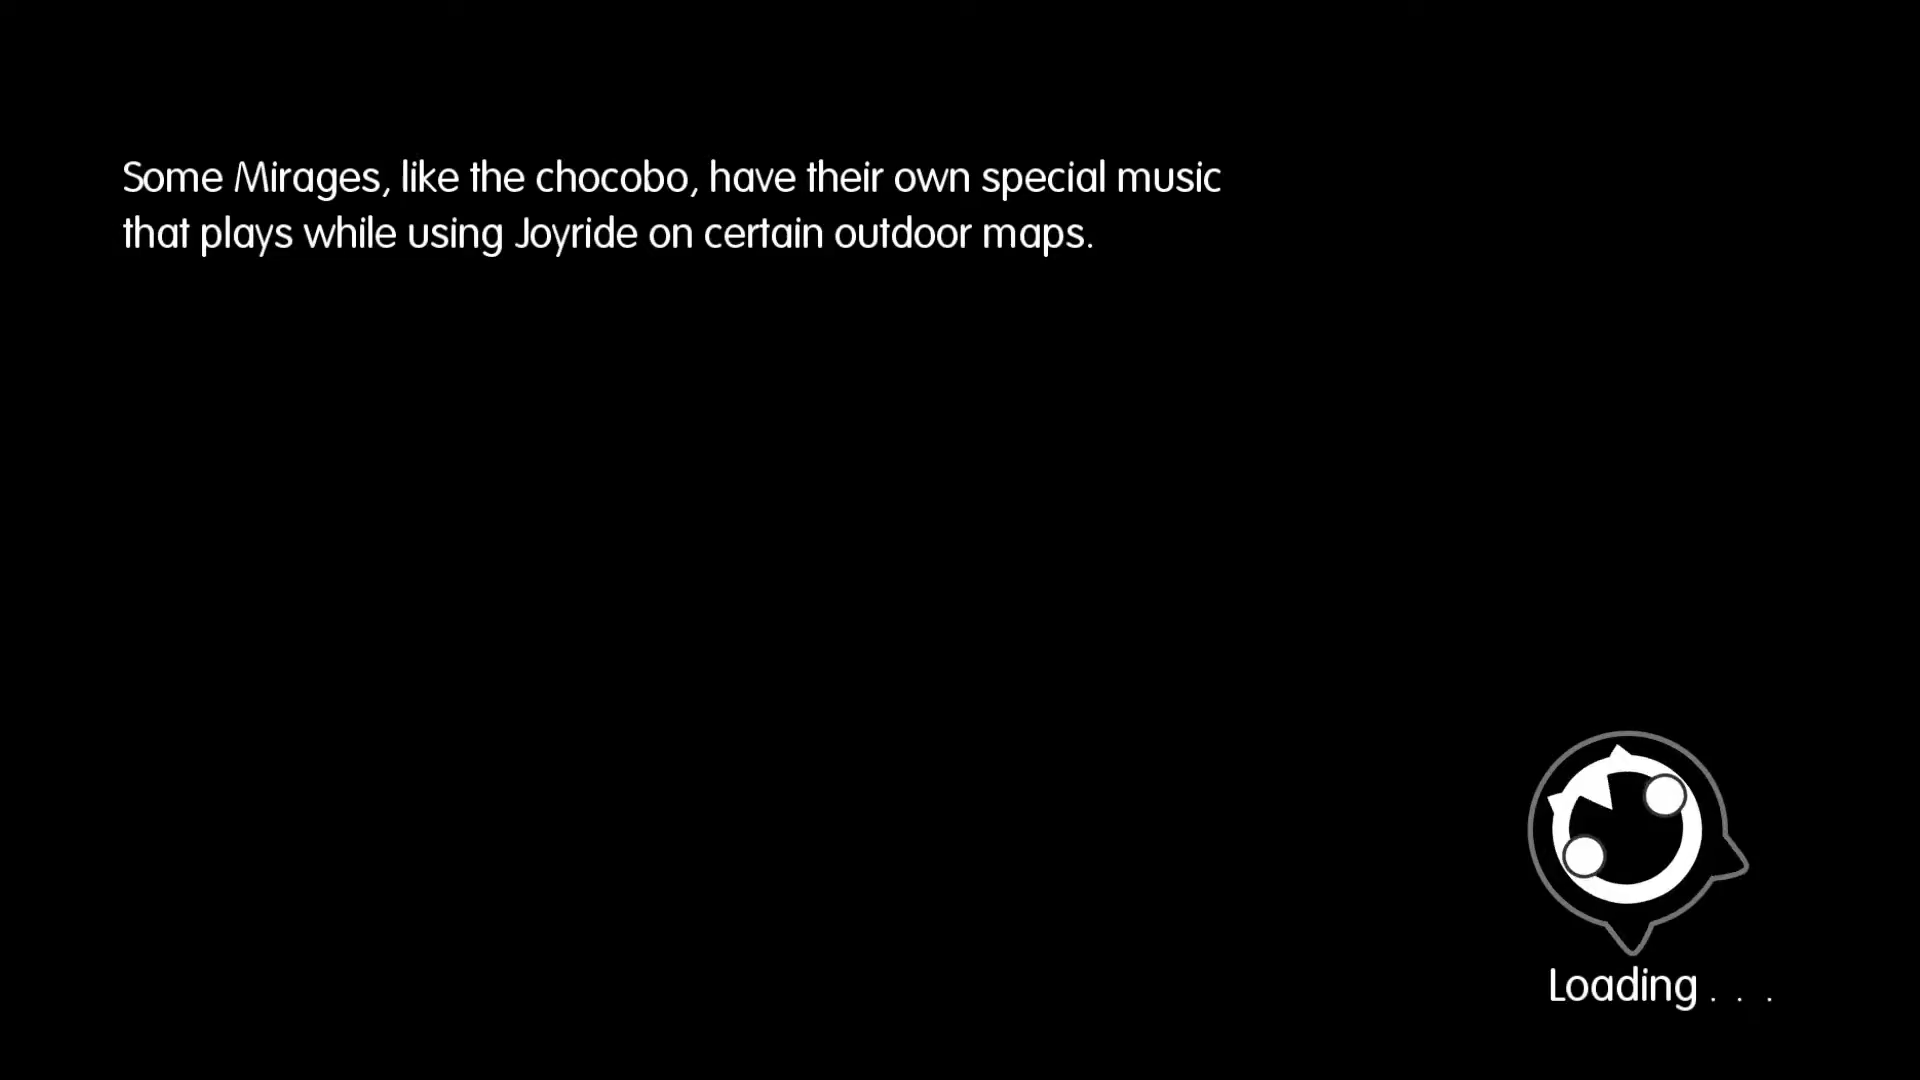 Some Mirages, like the chocobo, have their own special music
that plays while using Joyride on certain outdoor maps.
Loading . . .